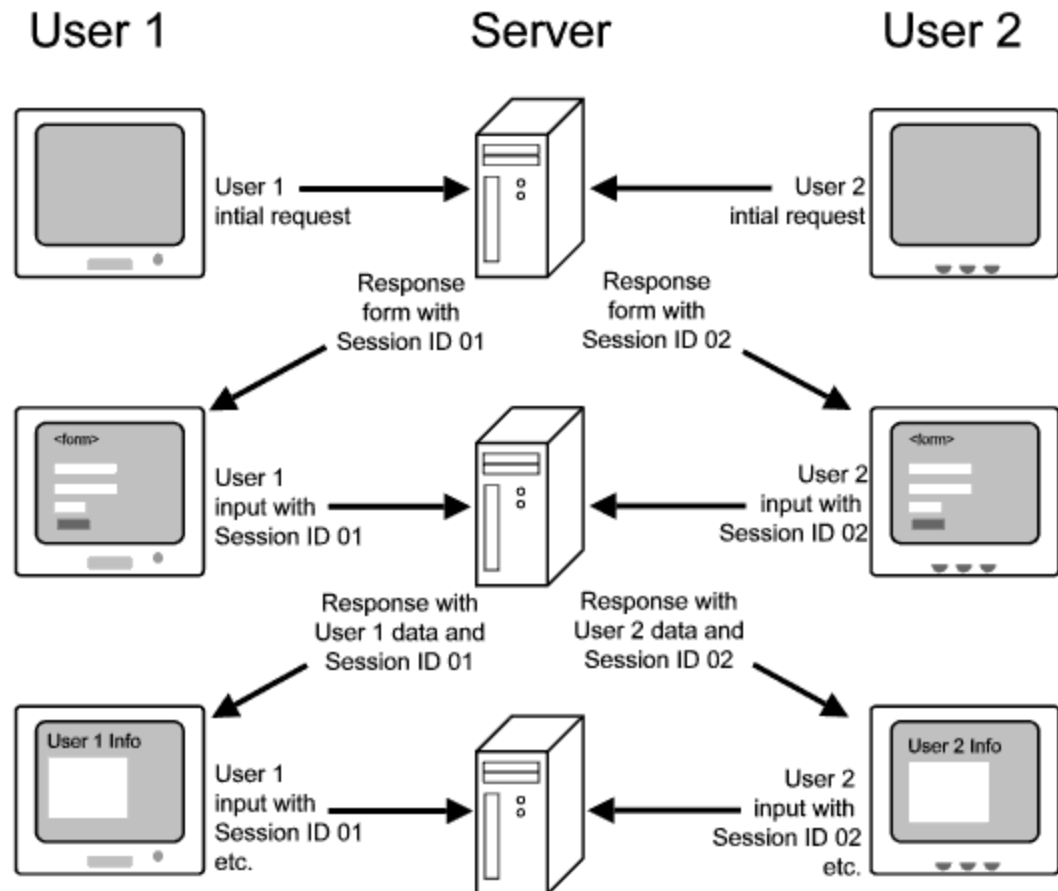 User 1
Server
User 2
User 1
intial request
User 2
intial request
Response
form with
Session ID 01
Response
form with
Session ID 02
<form>
User 1
input with
Session ID 01
User 2
input with
Session ID 02
<form>
Response with
User 1 data and
Session ID 01
Response with
User 2 data and
Session ID 02
User 1 Info
User 1
input with
Session ID 01
etc.
User 2
input with
Session ID 02
etc.
User 2 Info